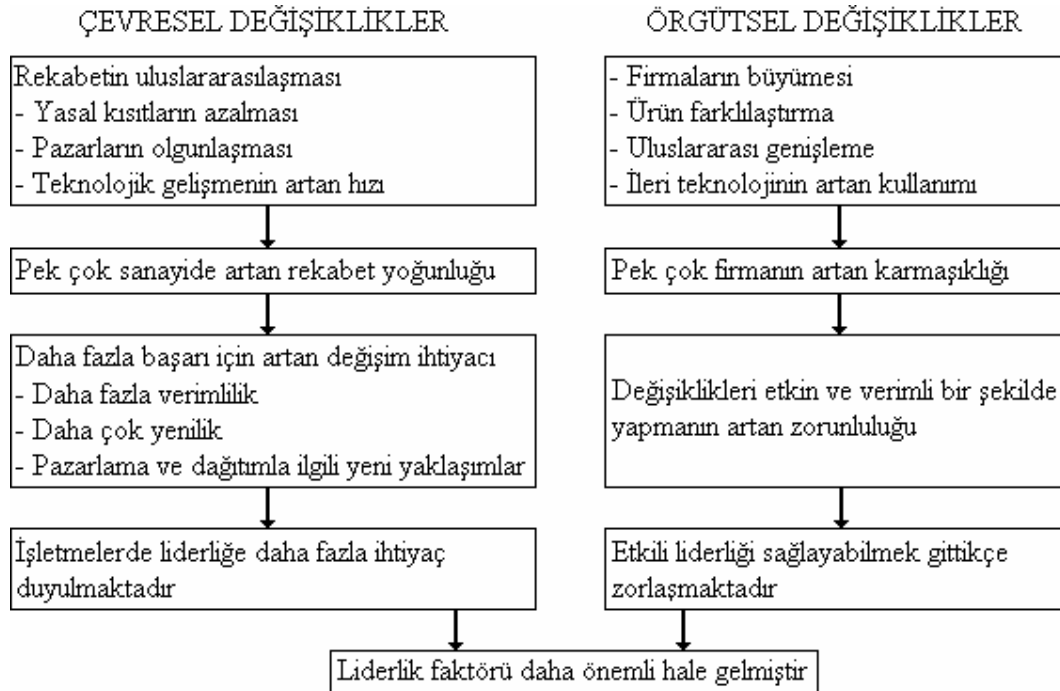 ÇEVRESEL DEĞİŞİKLİKLER
Rekabetin uluslararasılaşması
- Yasal kısıtların azalması
- Pazarların olgunlaşması
- Teknolojik gelişmenin artan hızı
Pek çok sanayide artan rekabet yoğunluğu
Daha fazla başarı için artan değişim ihtiyacı
- Daha fazla verimlilik
- Daha çok yenilik
- Pazarlama ve dağıtımla ilgili yeni yaklaşımlar
İşletmelerde liderliğe daha fazla ihtiyaç
duyulmaktadır
ÖRGÜTSEL DEĞİŞİKLİKLER
- Firmaların büyümesi
- Ürün farklılaştırma
- Uluslararası genişleme
- İleri teknolojinin artan kullanımı
Pek çok firmanın artan karmaşıklığı
Değişiklikleri etkin ve verimli bir şekilde
yapmanın artan zorunluluğu
Etkili liderliği sağlayabilmek gittikçe
zorlaşmaktadır
Liderlik faktörü daha önemli hale gelmiştir